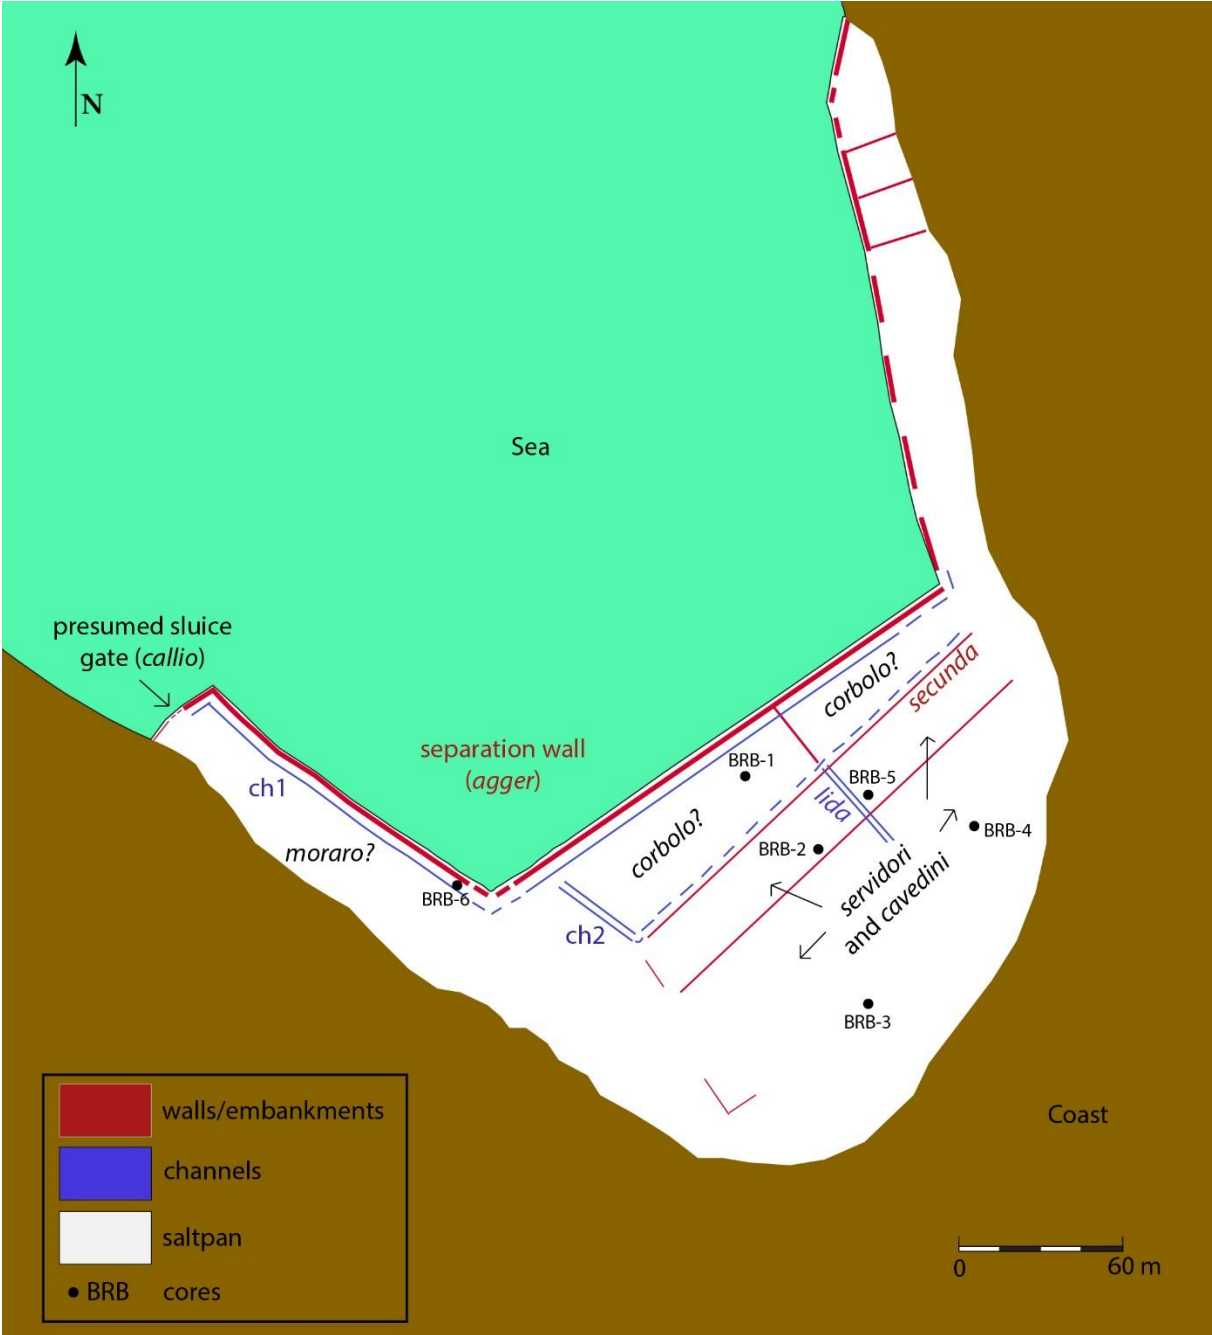 N
Sea
presumed sluice
gate (callio)
separation wall
(agger)
ch1
moraro?
BRB-6
ch2
corbolo?
corbolo?
secunda
BRB-1
BRB-5
lida
BRB-2
BRB-4
servidori
and cavedini
BRB-3
Coast
walls/embankments
channels
saltpan
BRB cores
0 60 m